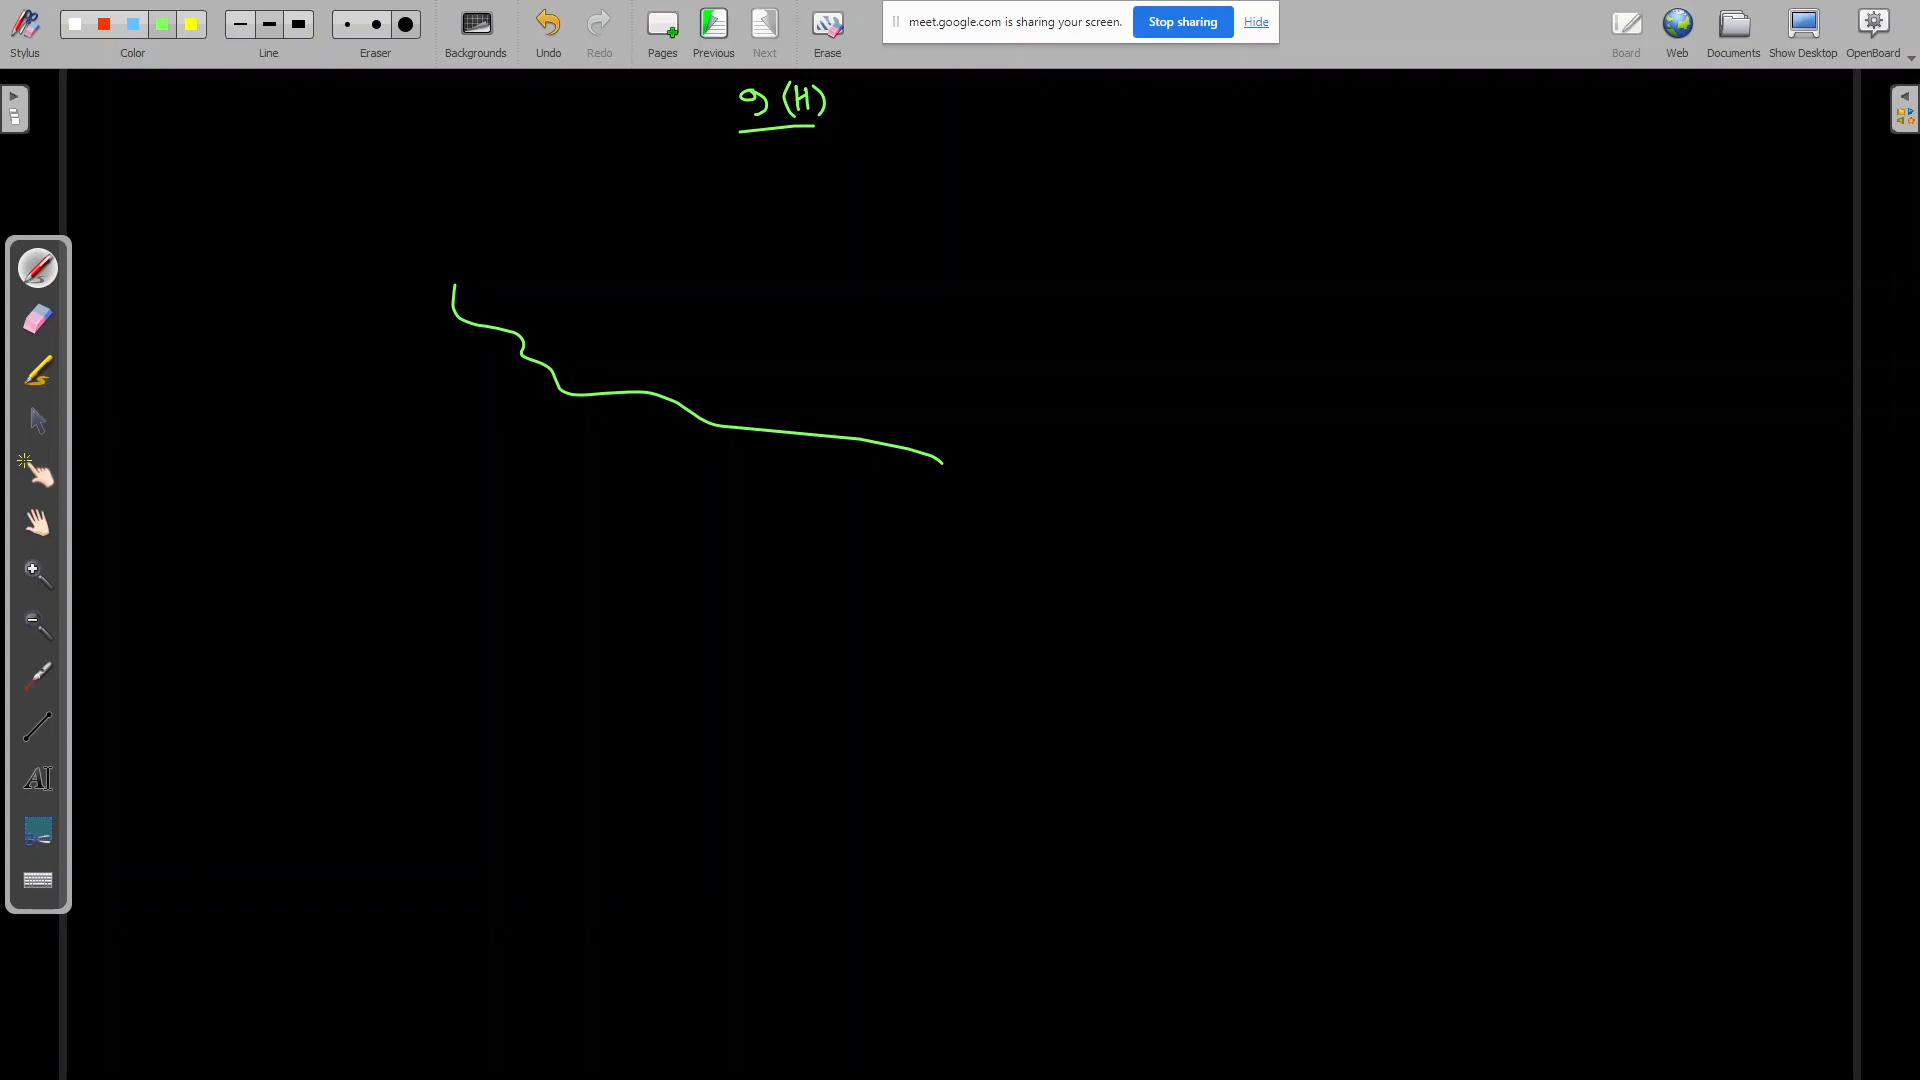 Stylus
Color
Line
Eraser
Backgrounds
Undo
Redo
Pages
Previous
Next
Erase
meet.google.com is sharing your screen.
Stop sharing
Hide
Board
Web
Documents
Show Desktop
OpenBoard
9 (H)
AI